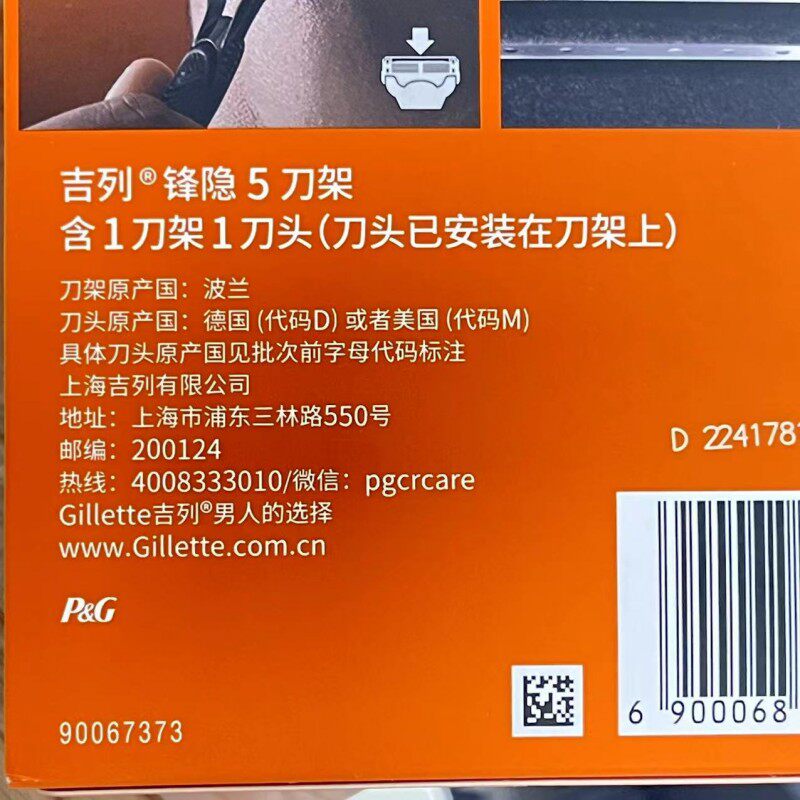 吉列®锋隐 5 刀架
含1刀架1刀头(刀头已安装在刀架上)
刀架原产国：波兰
刀头原产国：德国 (代码D) 或者美国 (代码M)
具体刀头原产国见批次前字母代码标注
上海吉列有限公司
地址：上海市浦东三林路550号
邮编：200124
热线：4008333010/微信：pgcrcare
Gillette吉列®男人的选择
www.Gillette.com.cn
D 2241781
P&G
90067373
6 900068